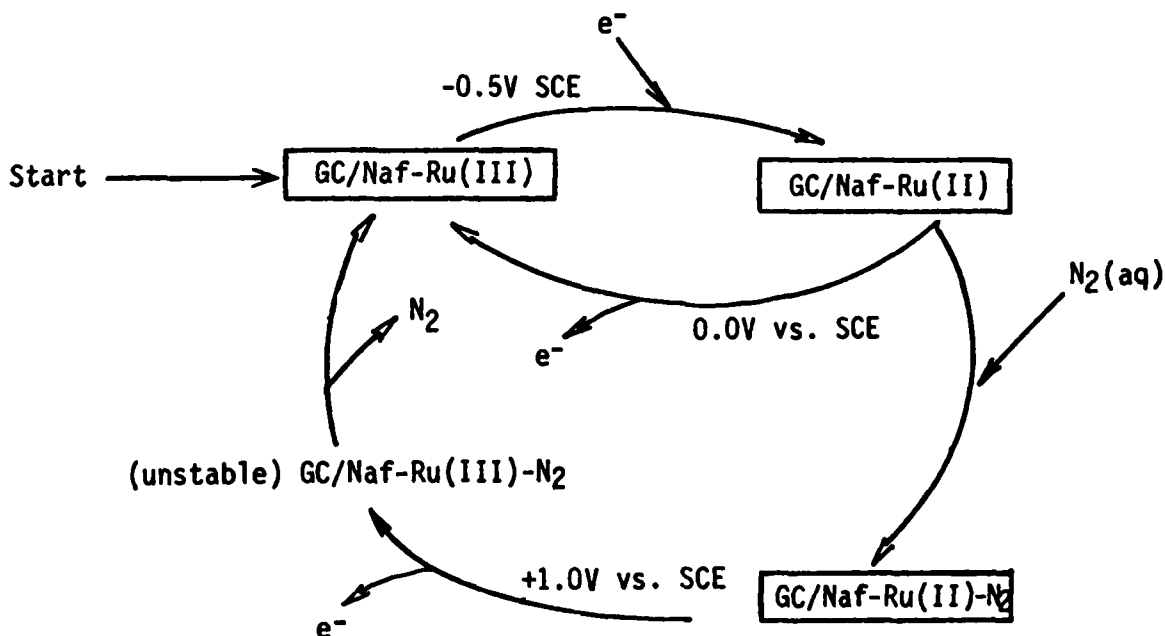 e-
-0.5V SCE
Start
GC/Naf-Ru(III)
GC/Naf-Ru(II)
N2(aq)
N2
e-
0.0V vs. SCE
(unstable) GC/Naf-Ru(III)-N2
+1.0V vs. SCE
GC/Naf-Ru(II)-N2
e-